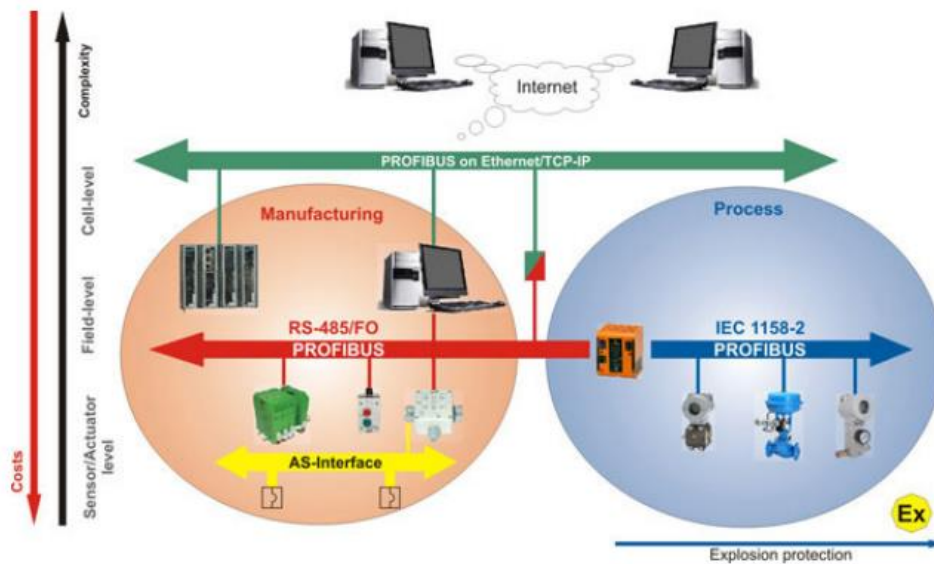 Internet
Complexity
PROFIBUS on Ethernet/TCP-IP
Cell-level
Manufacturing
Process
Field-level
RS-485/FO
IEC 1158-2
PROFIBUS
PROFIBUS
Sensor/Actuator
level
AS-Interface
Costs
Ex
Explosion protection